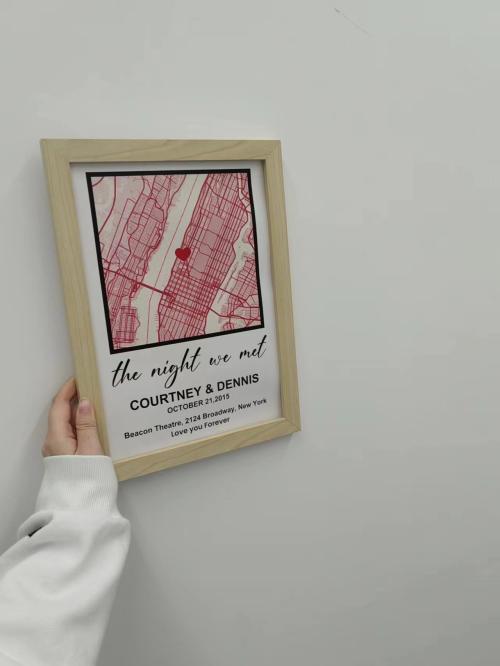 the night we met
COURTNEY & DENNIS
OCTOBER 21,2015
Beacon Theatre, 2124 Broadway, New York
Love you Forever